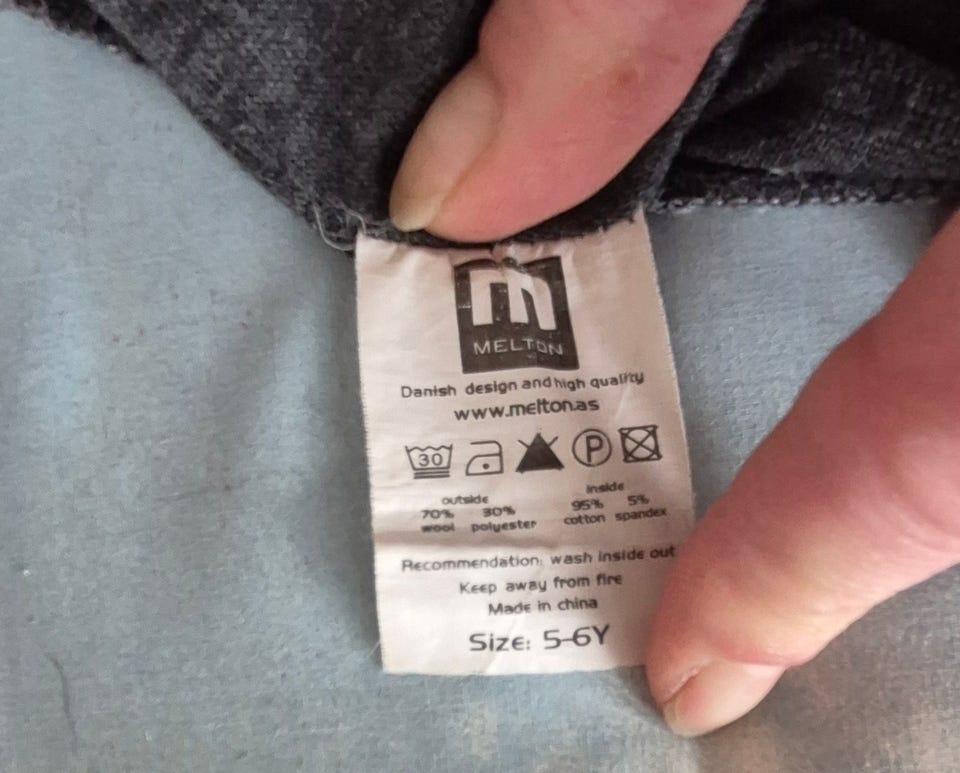 m
MELTON
Danish design and high quality
www.melton.as
30 P
outside inside
70% 30% 95% 5%
wool polyester cotton spandex
Recommendation: wash inside out
Keep away from fire
Made in china
Size: 5-6Y